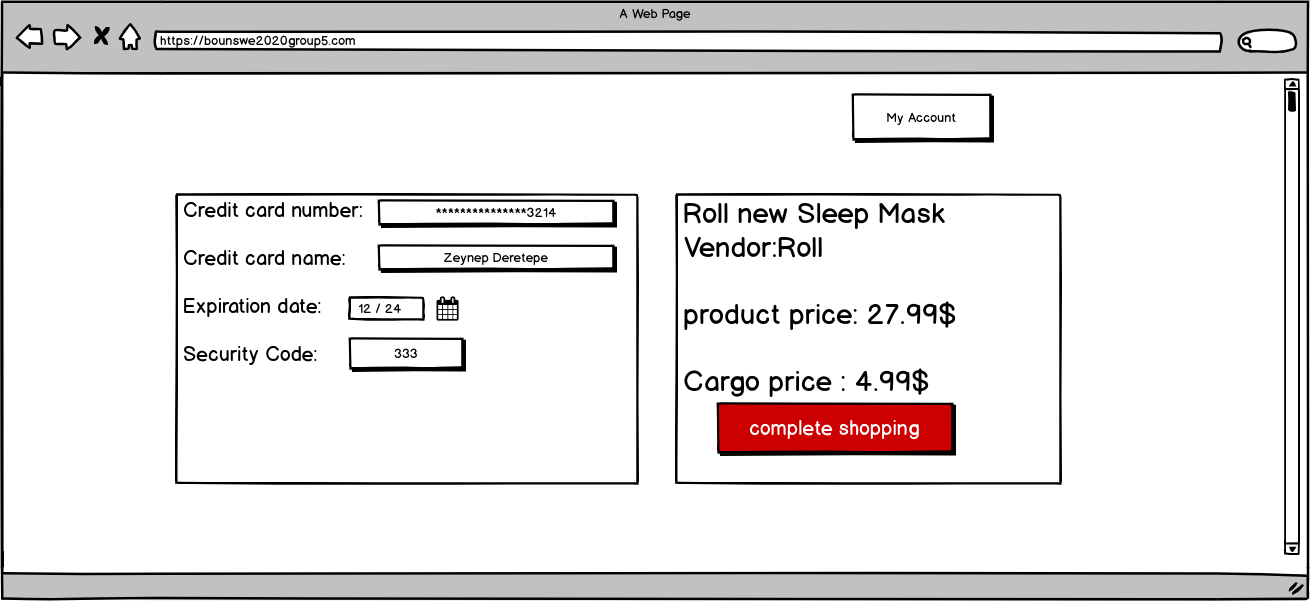 A Web Page
https://bounswe2020group5.com
My Account
Credit card number: ***************3214
Credit card name: Zeynep Deretepe
Expiration date: 12 / 24
Security Code: 333
Roll new Sleep Mask
Vendor:Roll
product price: 27.99$
Cargo price : 4.99$
complete shopping